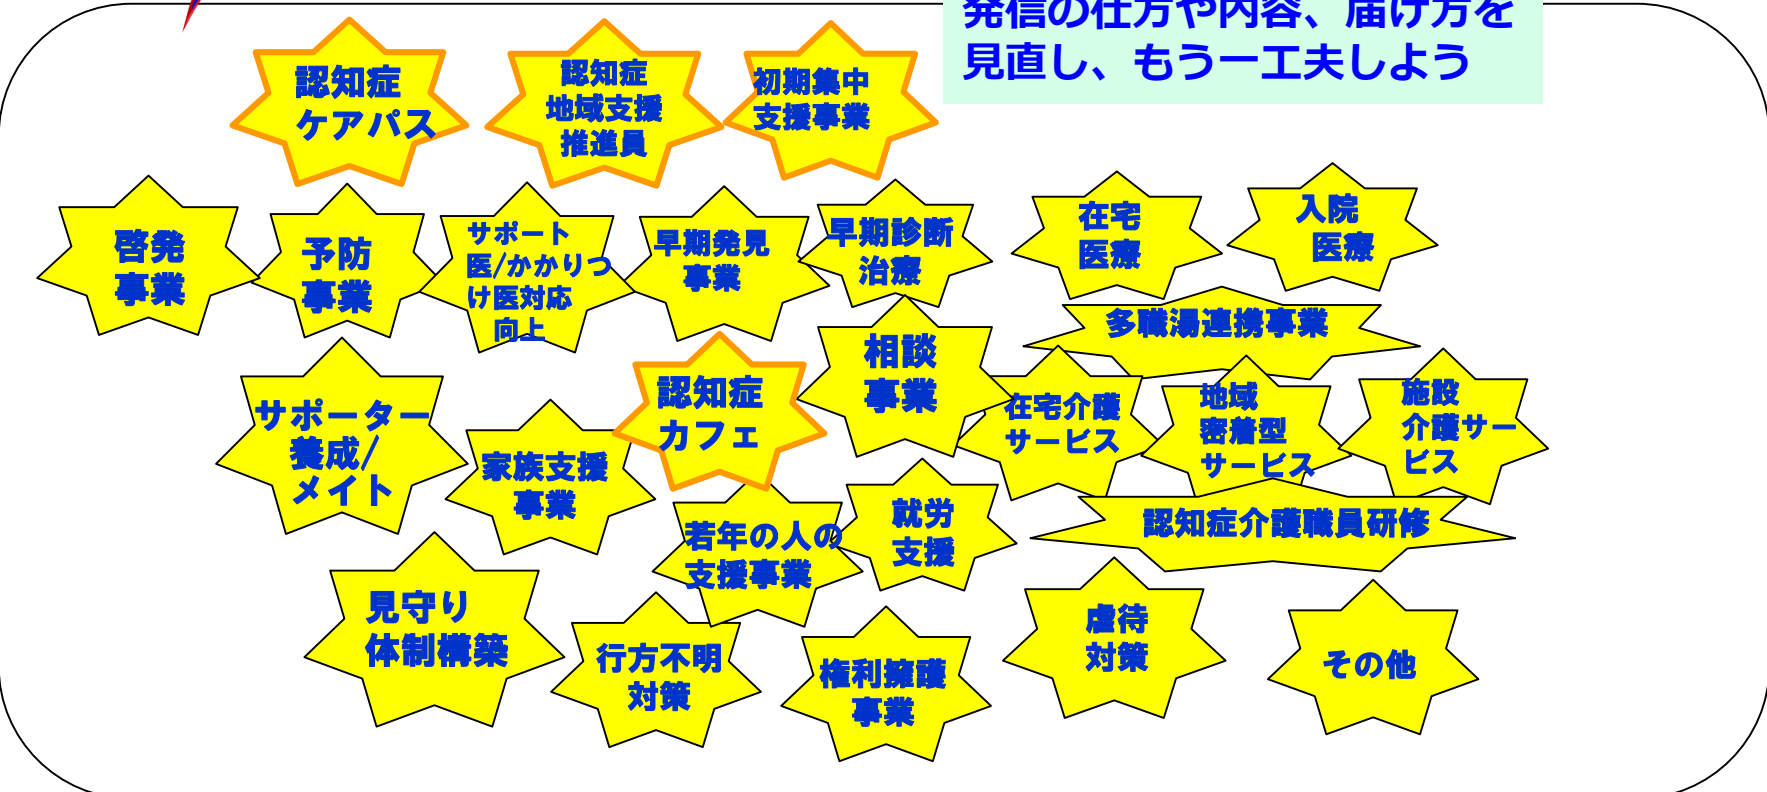 発信の仕方や内容、届け方を
見直し、もう一工夫しよう
認知症
ケアパス
認知症
地域支援
推進員
初期集中
支援事業
啓発
事業
予防
事業
サポート
医/かかりつ
け医対応
向上
早期発見
事業
早期診断
治療
在宅
医療
入院
医療
多職湯連携事業
サポーター
養成/
メイト
家族支援
事業
認知症
カフェ
相談
事業
在宅介護
サービス
地域
密着型
サービス
施設
介護サー
ビス
若年の人の
支援事業
就労
支援
認知症介護職員研修
見守り
体制構築
行方不明
対策
権利擁護
事業
虐待
対策
その他